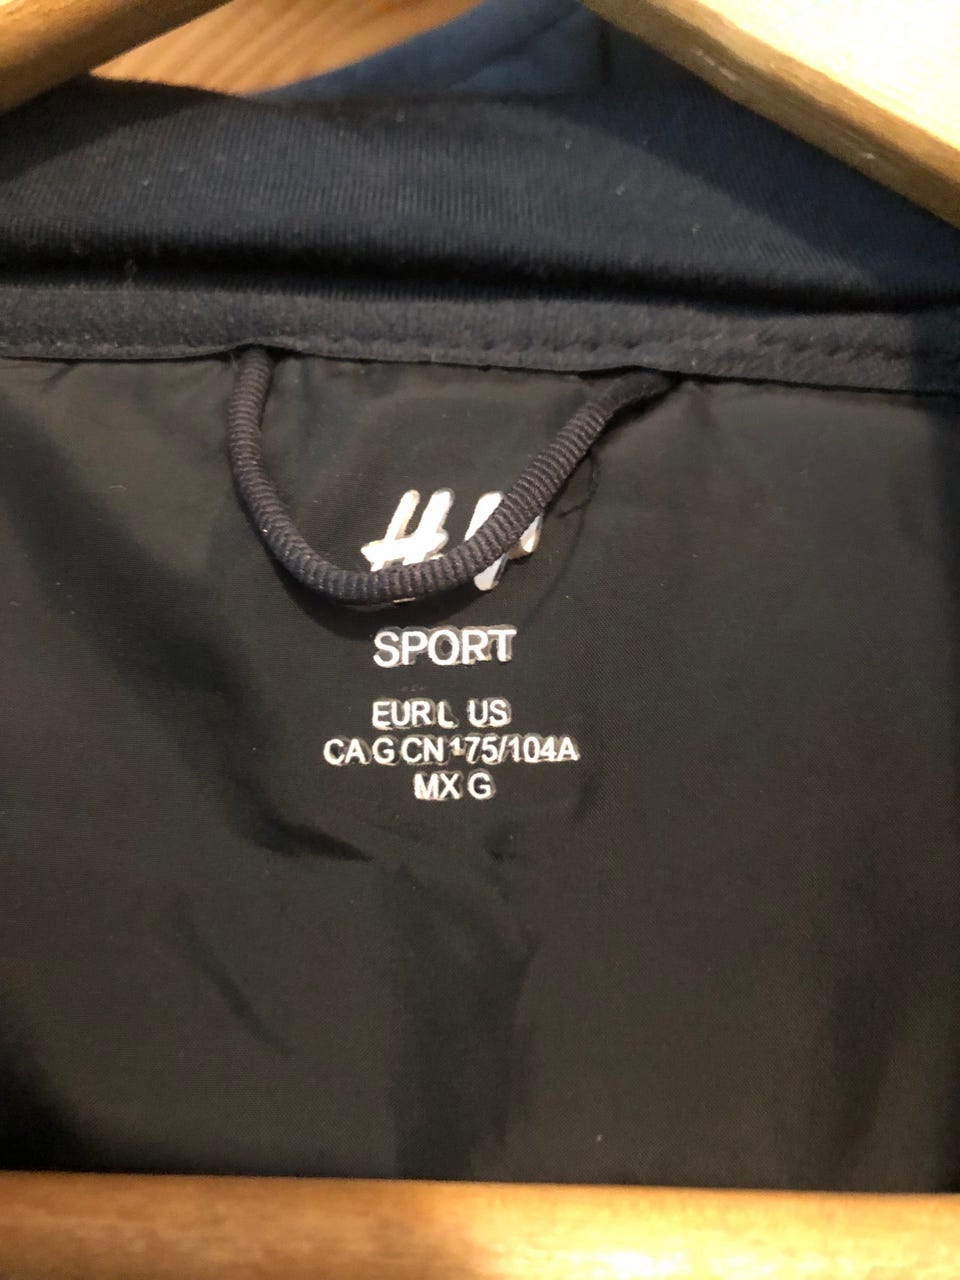 H
SPORT
EUR L US
CA G CN 175/104A
MX G